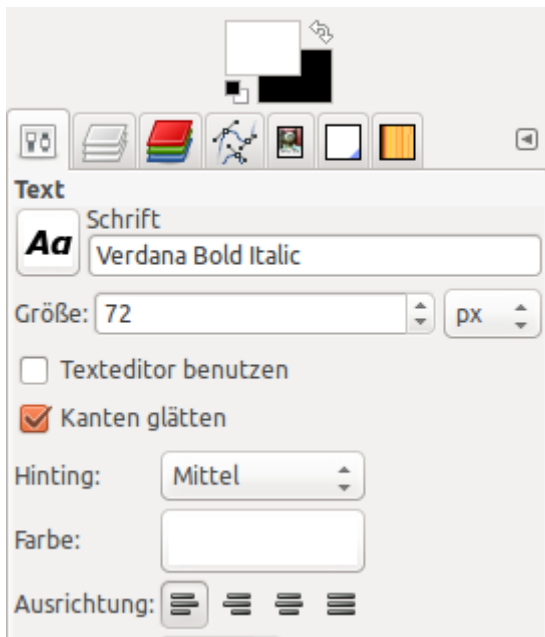 Text
Aa
Schrift
Verdana Bold Italic
Größe: 72 px
Texteditor benutzen
Kanten glätten
Hinting: Mittel
Farbe:
Ausrichtung: